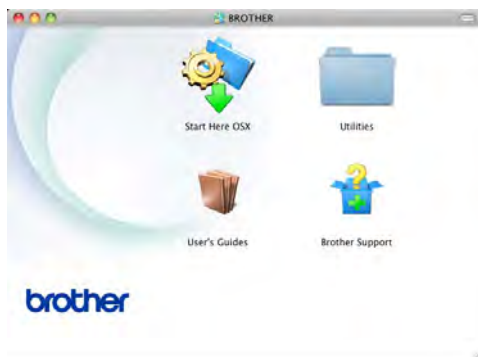 BROTHER
Start Here OSX
Utilities
User's Guides
Brother Support
brother